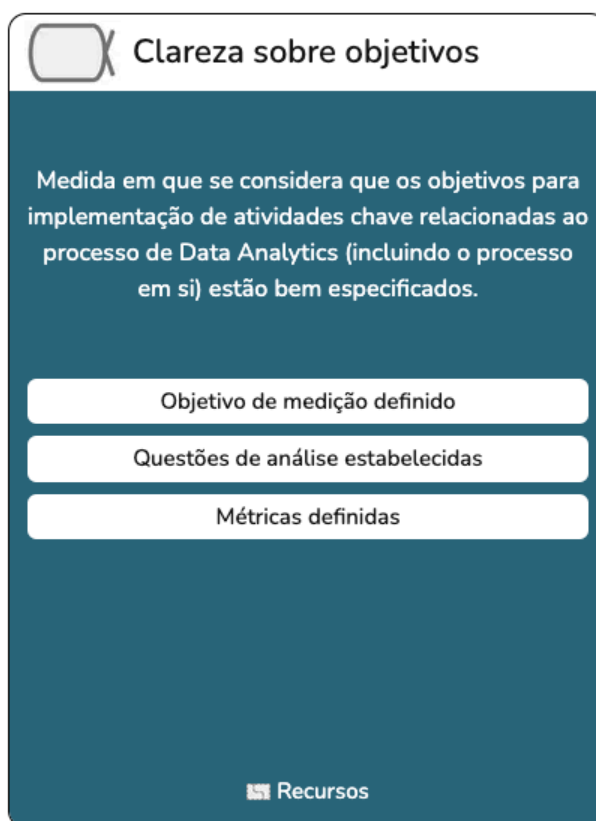 Clareza sobre objetivos
Medida em que se considera que os objetivos para
implementação de atividades chave relacionadas ao
processo de Data Analytics (incluindo o processo
em si) estão bem especificados.
Objetivo de medição definido
Questões de análise estabelecidas
Métricas definidas
Recursos